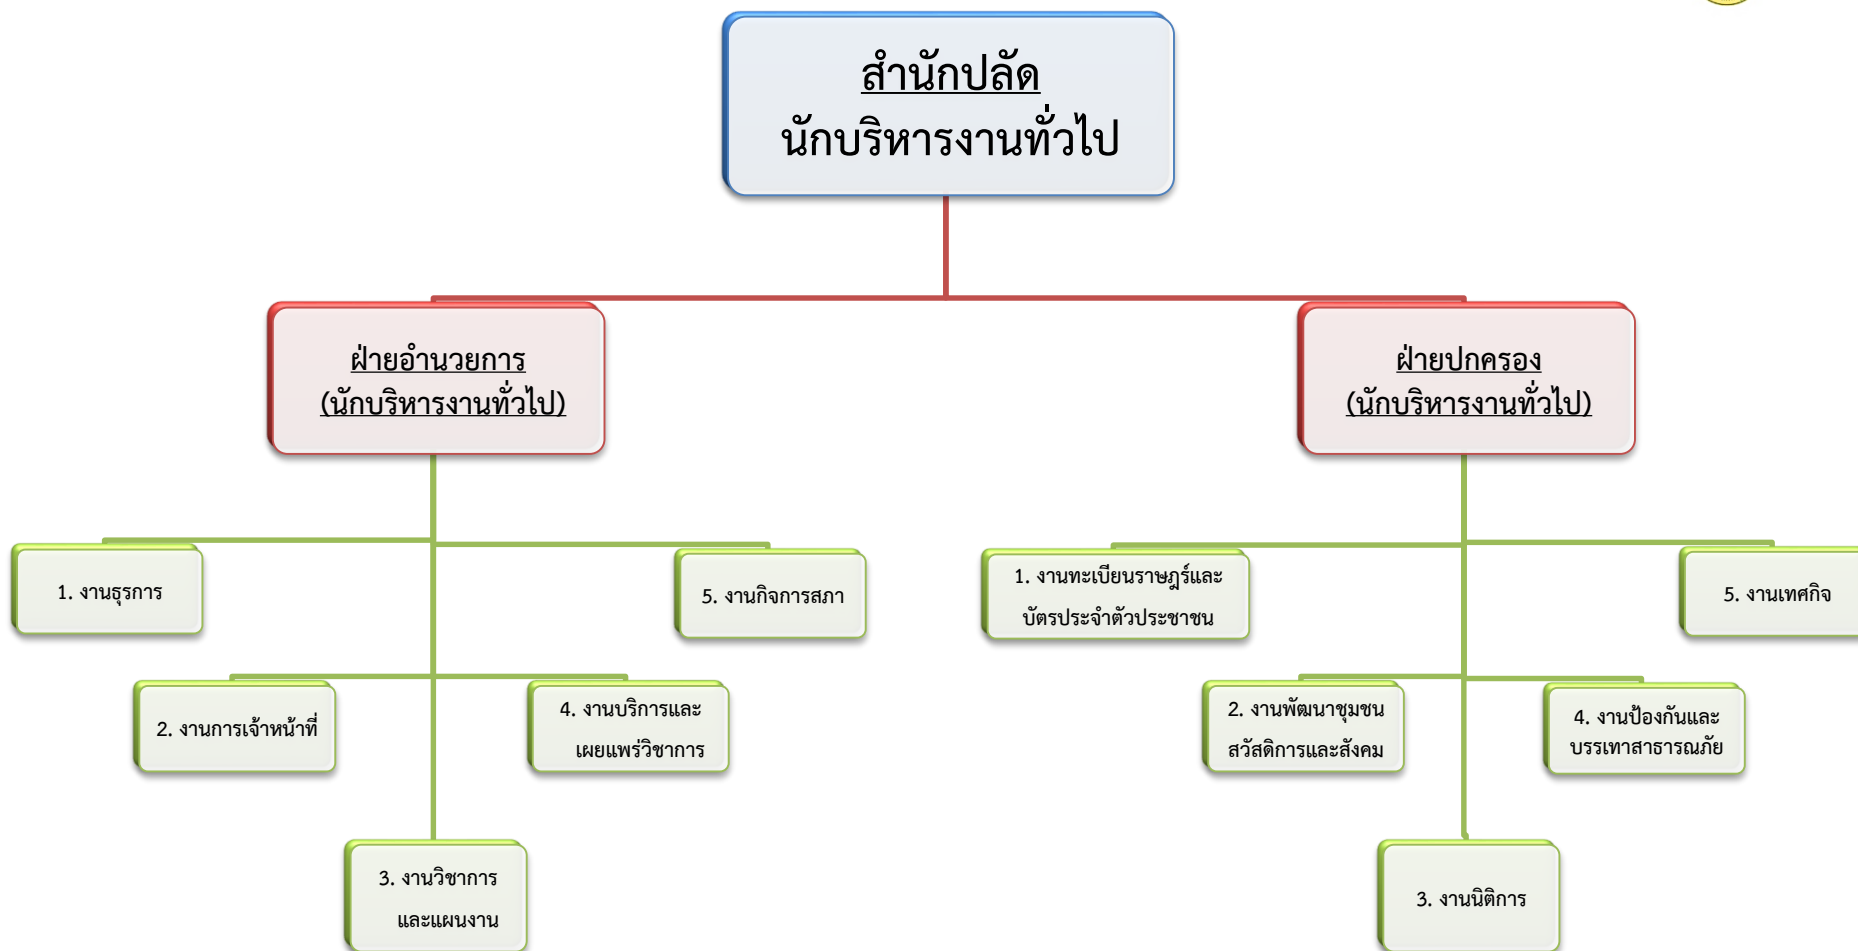 สำนักปลัด
นักบริหารงานทั่วไป
ฝ่ายอำนวยการ
(นักบริหารงานทั่วไป)
ฝ่ายปกครอง
(นักบริหารงานทั่วไป)
1. งานธุรการ
5. งานกิจการสภา
2. งานการเจ้าหน้าที่
4. งานบริการและ
เผยแพร่วิชาการ
3. งานวิชาการ
และแผนงาน
1. งานทะเบียนราษฎร์และ
บัตรประจำตัวประชาชน
5. งานเทศกิจ
2. งานพัฒนาชุมชน
สวัสดิการและสังคม
4. งานป้องกันและ
บรรเทาสาธารณภัย
3. งานนิติการ